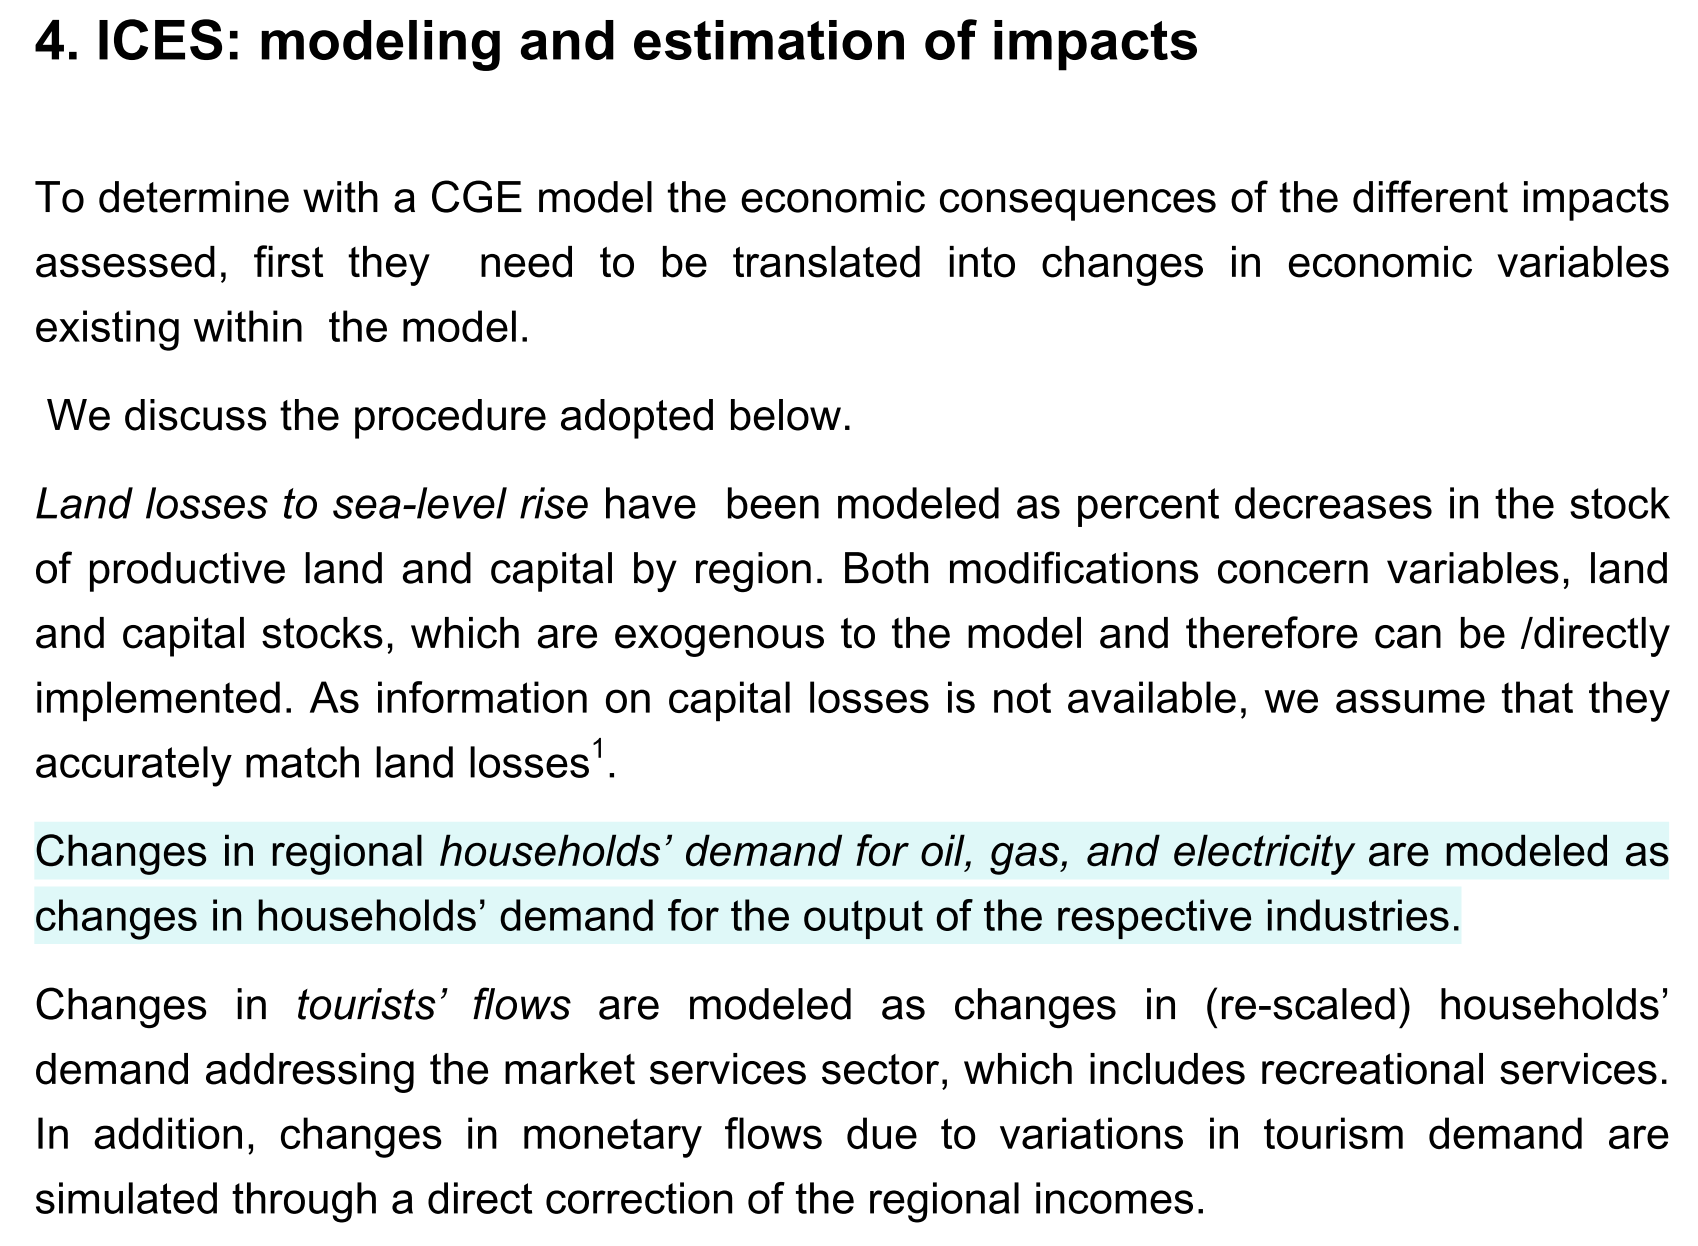 4. ICES: modeling and estimation of impacts
To determine with a CGE model the economic consequences of the different impacts
assessed, first they need to be translated into changes in economic variables
existing within the model.
We discuss the procedure adopted below.
Land losses to sea-level rise have been modeled as percent decreases in the stock
of productive land and capital by region. Both modifications concern variables, land
and capital stocks, which are exogenous to the model and therefore can be /directly
implemented. As information on capital losses is not available, we assume that they
accurately match land losses¹.
Changes in regional households’ demand for oil, gas, and electricity are modeled as
changes in households’ demand for the output of the respective industries.
Changes in tourists’ flows are modeled as changes in (re-scaled) households’
demand addressing the market services sector, which includes recreational services.
In addition, changes in monetary flows due to variations in tourism demand are
simulated through a direct correction of the regional incomes.